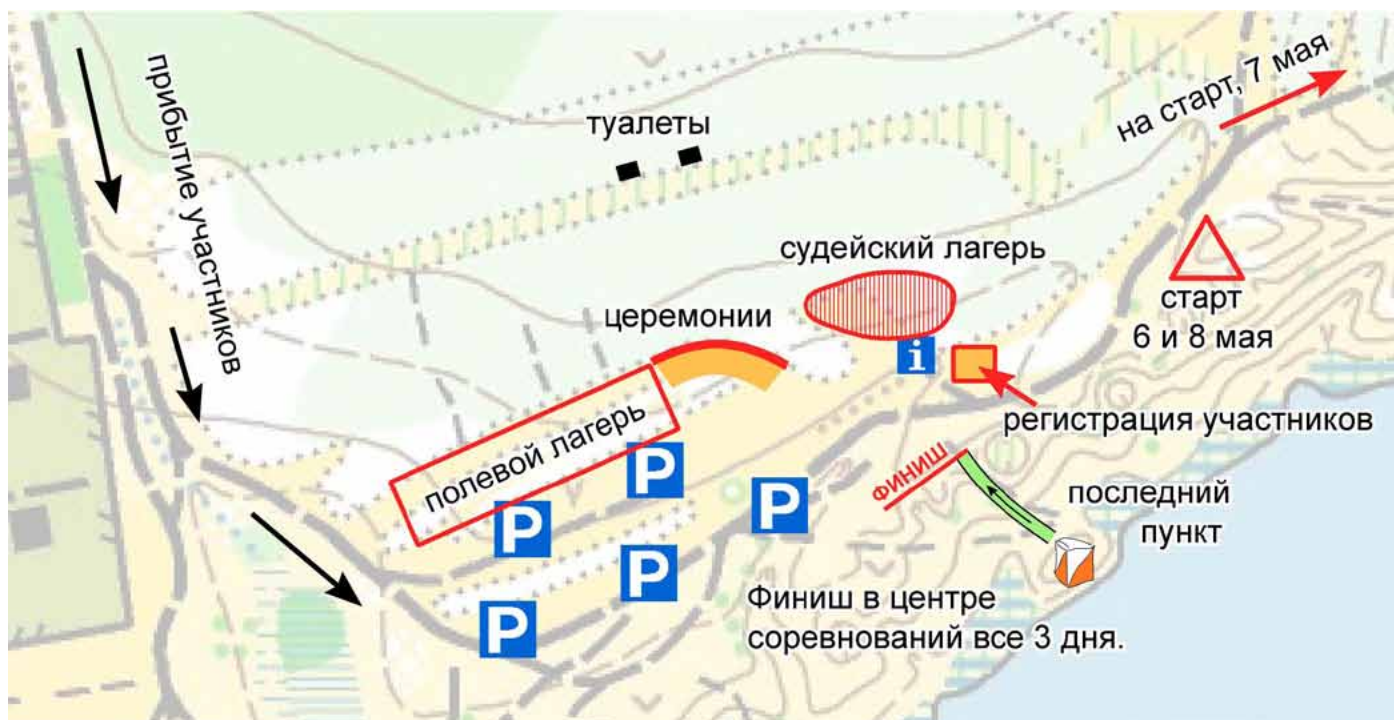 прибытие участников
туалеты
на старт, 7 мая
судейский лагерь
церемонии
старт
6 и 8 мая
i
регистрация участников
полевой лагерь
P
P
P
P
P
ФИНИШ
последний
пункт
Финиш в центре
соревнований все 3 дня.